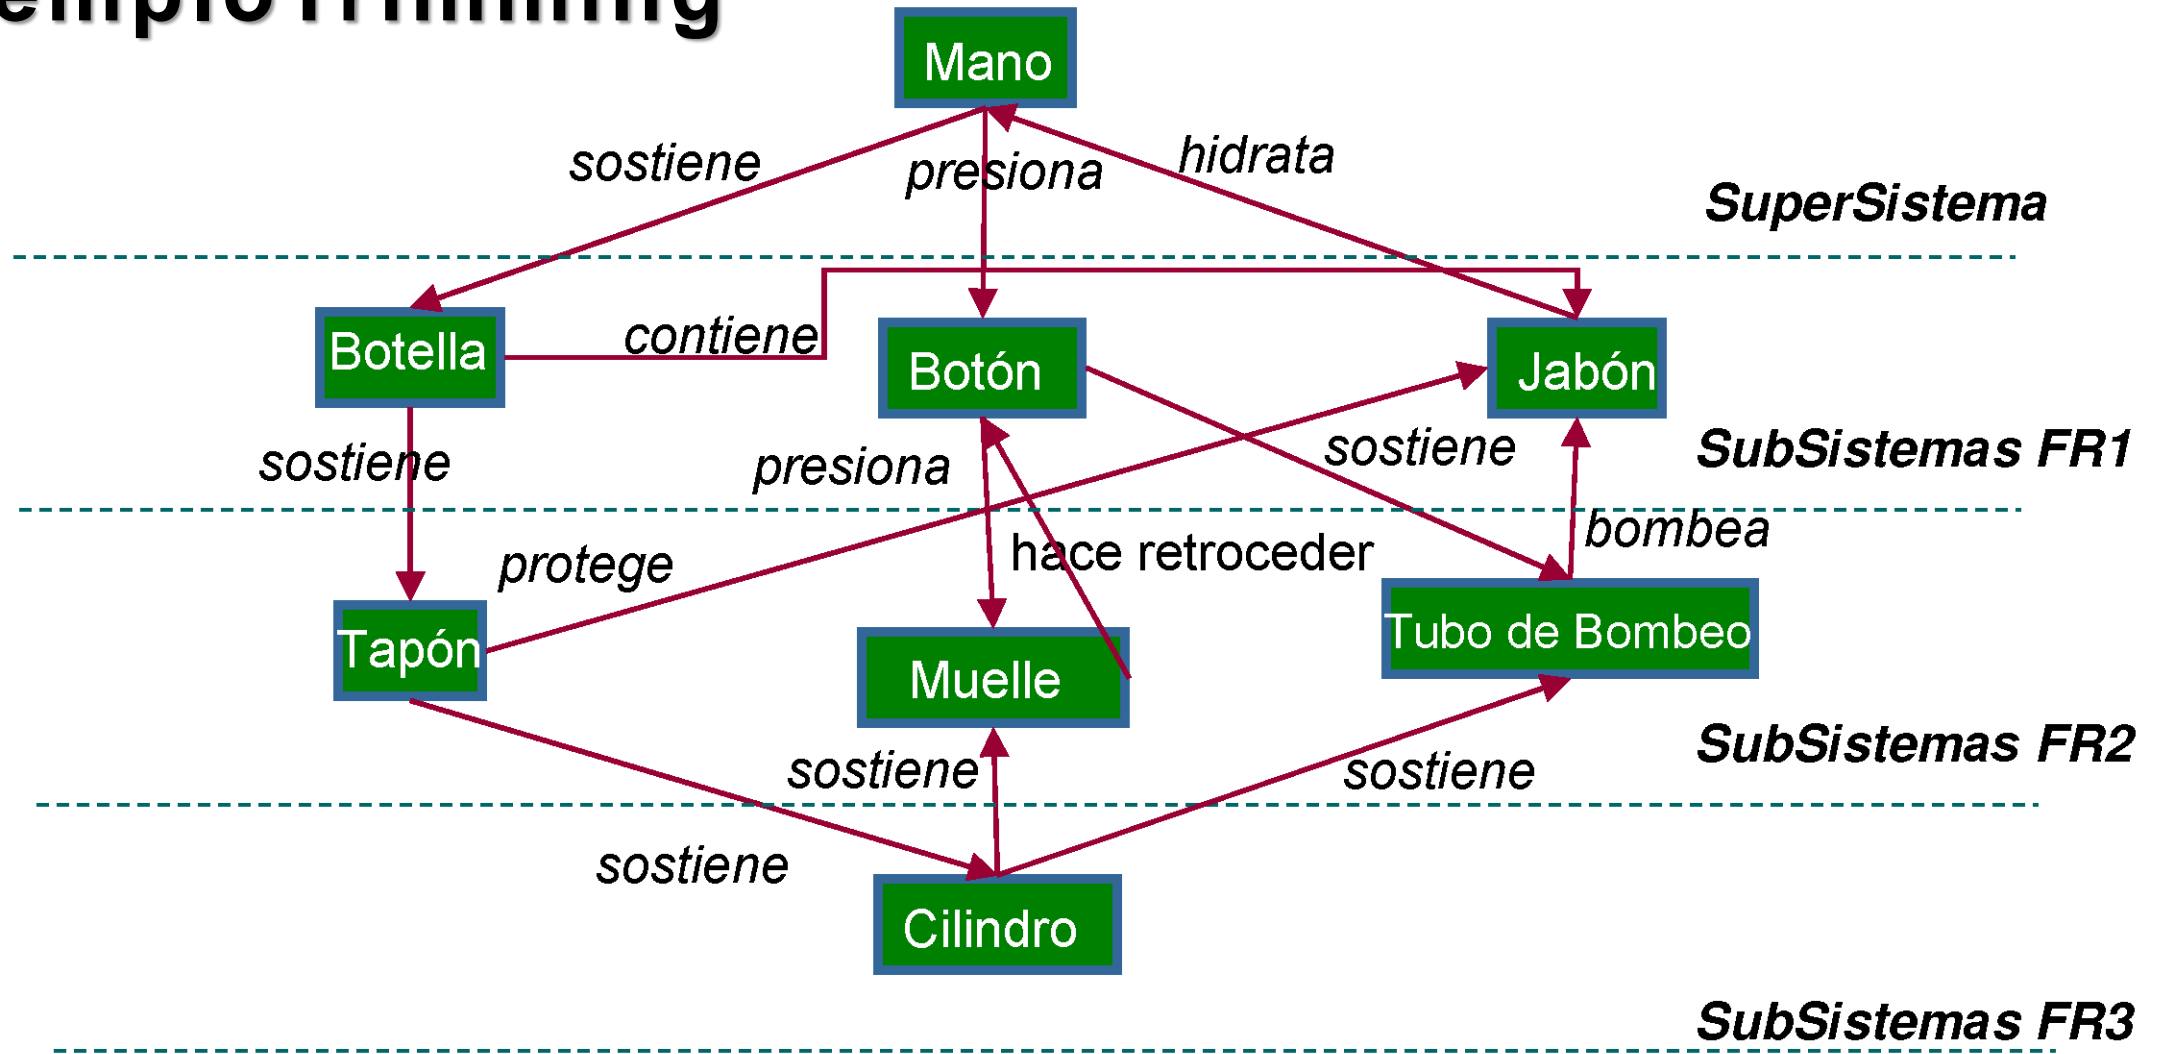 Mano
sostiene
presiona
hidrata
SuperSistema
Botella
contiene
Botón
Jabón
sostiene
presiona
sostiene
SubSistemas FR1
protege
hace retroceder
bombea
Tapón
Muelle
Tubo de Bombeo
sostiene
sostiene
SubSistemas FR2
sostiene
Cilindro
SubSistemas FR3